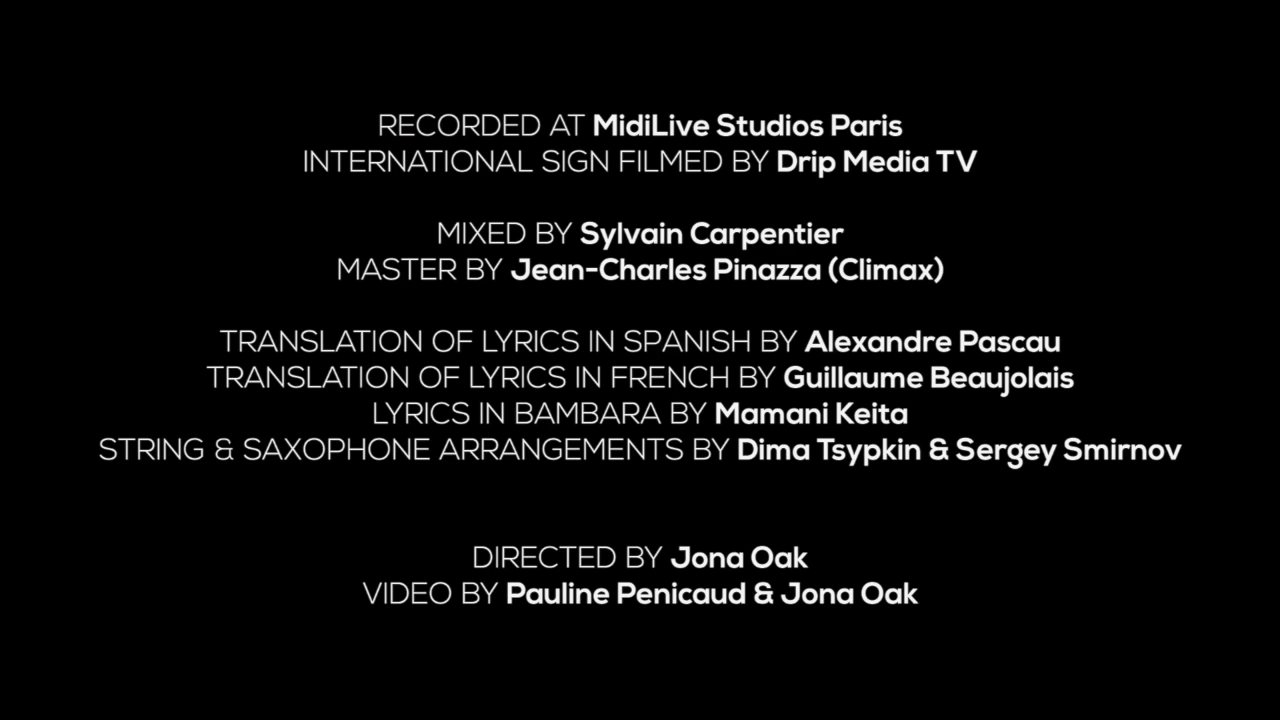 RECORDED AT MidiLive Studios Paris
INTERNATIONAL SIGN FILMED BY Drip Media TV
MIXED BY Sylvain Carpentier
MASTER BY Jean-Charles Pinazza (Climax)
TRANSLATION OF LYRICS IN SPANISH BY Alexandre Pascau
TRANSLATION OF LYRICS IN FRENCH BY Guillaume Beaujolais
LYRICS IN BAMBARA BY Mamani Keita
STRING & SAXOPHONE ARRANGEMENTS BY Dima Tsypkin & Sergey Smirnov
DIRECTED BY Jona Oak
VIDEO BY Pauline Penicaud & Jona Oak